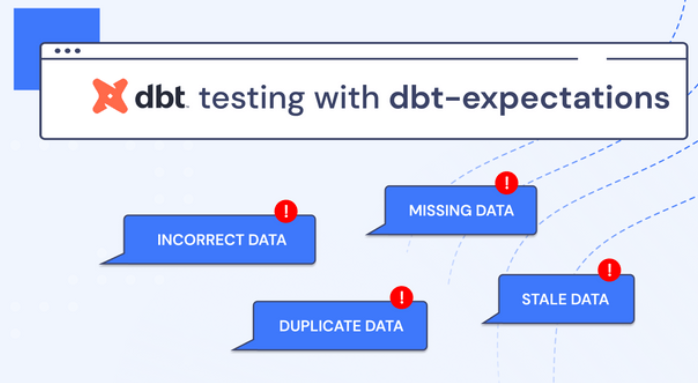 dbt testing with dbt-expectations
MISSING DATA
INCORRECT DATA
STALE DATA
DUPLICATE DATA